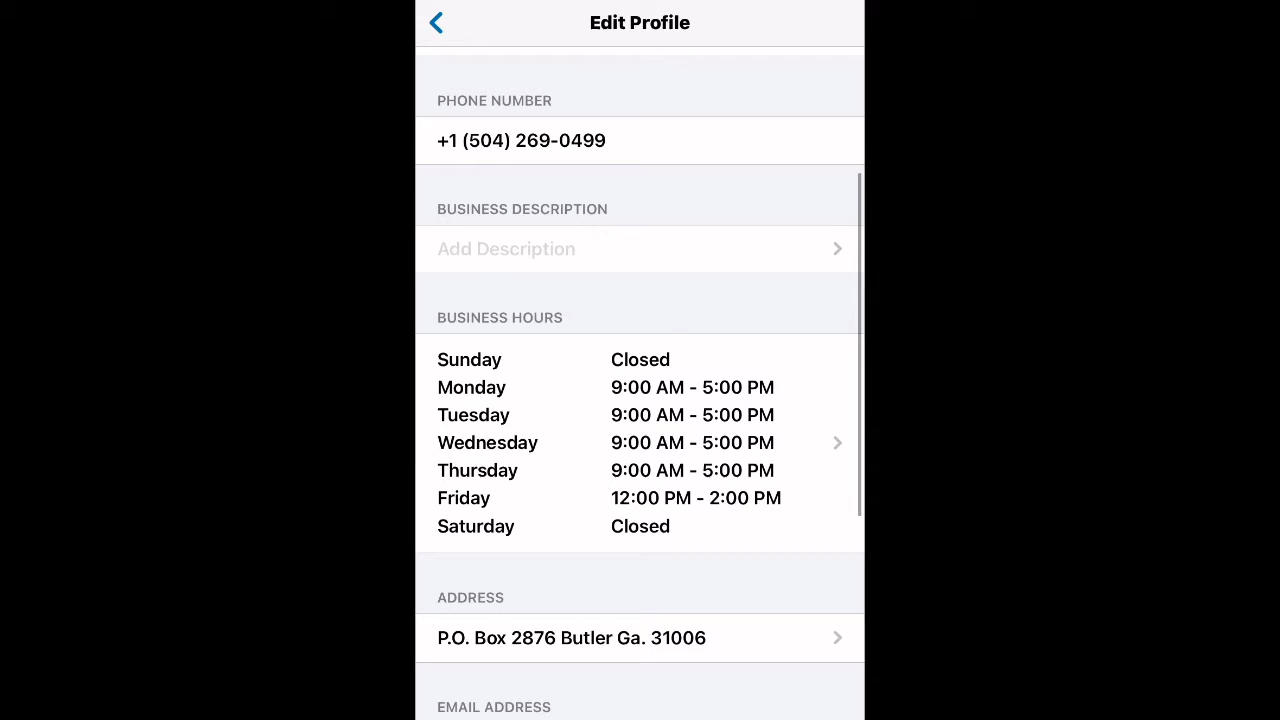 Edit Profile
PHONE NUMBER
+1 (504) 269-0499
BUSINESS DESCRIPTION
Add Description
BUSINESS HOURS
Sunday Closed
Monday 9:00 AM - 5:00 PM
Tuesday 9:00 AM - 5:00 PM
Wednesday 9:00 AM - 5:00 PM
Thursday 9:00 AM - 5:00 PM
Friday 12:00 PM - 2:00 PM
Saturday Closed
ADDRESS
P.O. Box 2876 Butler Ga. 31006
EMAIL ADDRESS